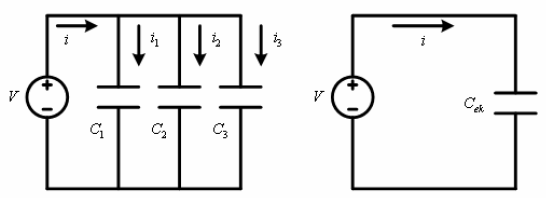 i i₁ i₂ i₃
V + −
C₁ C₂ C₃
i
V + −
Cₑₖ